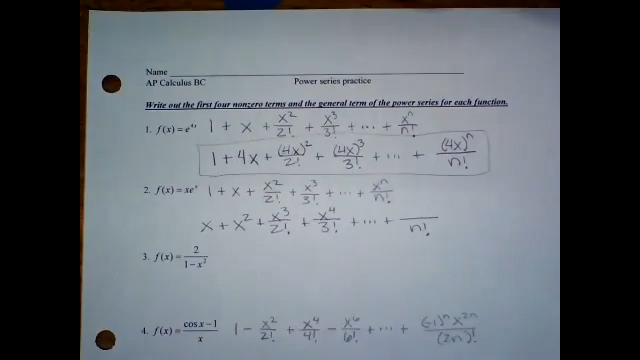 Name
AP Calculus BC Power series practice
Write out the first four nonzero terms and the general term of the power series for each function.
1. f(x) = e^{4x} 1 + x + x²/2! + x³/3! + ... + xⁿ/n!
1 + 4x + (4x)²/2! + (4x)³/3! + ... + (4x)ⁿ/n!
2. f(x) = xeˣ 1 + x + x²/2! + x³/3! + ... + xⁿ/n!
x + x² + x³/2! + x⁴/3! + ... + /n!
3. f(x) = 2/(1−x²)
4. f(x) = (cos x − 1)/x 1 − x²/2! + x⁴/4! − x⁶/6! + ... + (-1)ⁿ x²ⁿ/(2n)!